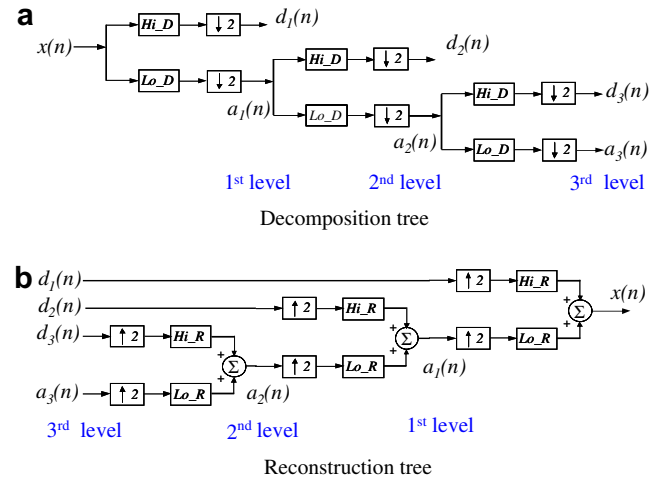 a
x(n) Hi_D ↓ 2 d₁(n)
Lo_D ↓ 2 a₁(n)
Hi_D ↓ 2 d₂(n)
Lo_D ↓ 2 a₂(n)
Hi_D ↓ 2 d₃(n)
Lo_D ↓ 2 a₃(n)
1st level 2nd level 3rd level
Decomposition tree
b
d₁(n) ↑ 2 Hi_R
d₂(n) ↑ 2 Hi_R + x(n)
d₃(n) ↑ 2 Hi_R + + Σ
+ Σ ↑ 2 Lo_R + Σ ↑ 2 Lo_R +
a₃(n) ↑ 2 Lo_R + a₂(n) a₁(n)
3rd level 2nd level 1st level
Reconstruction tree